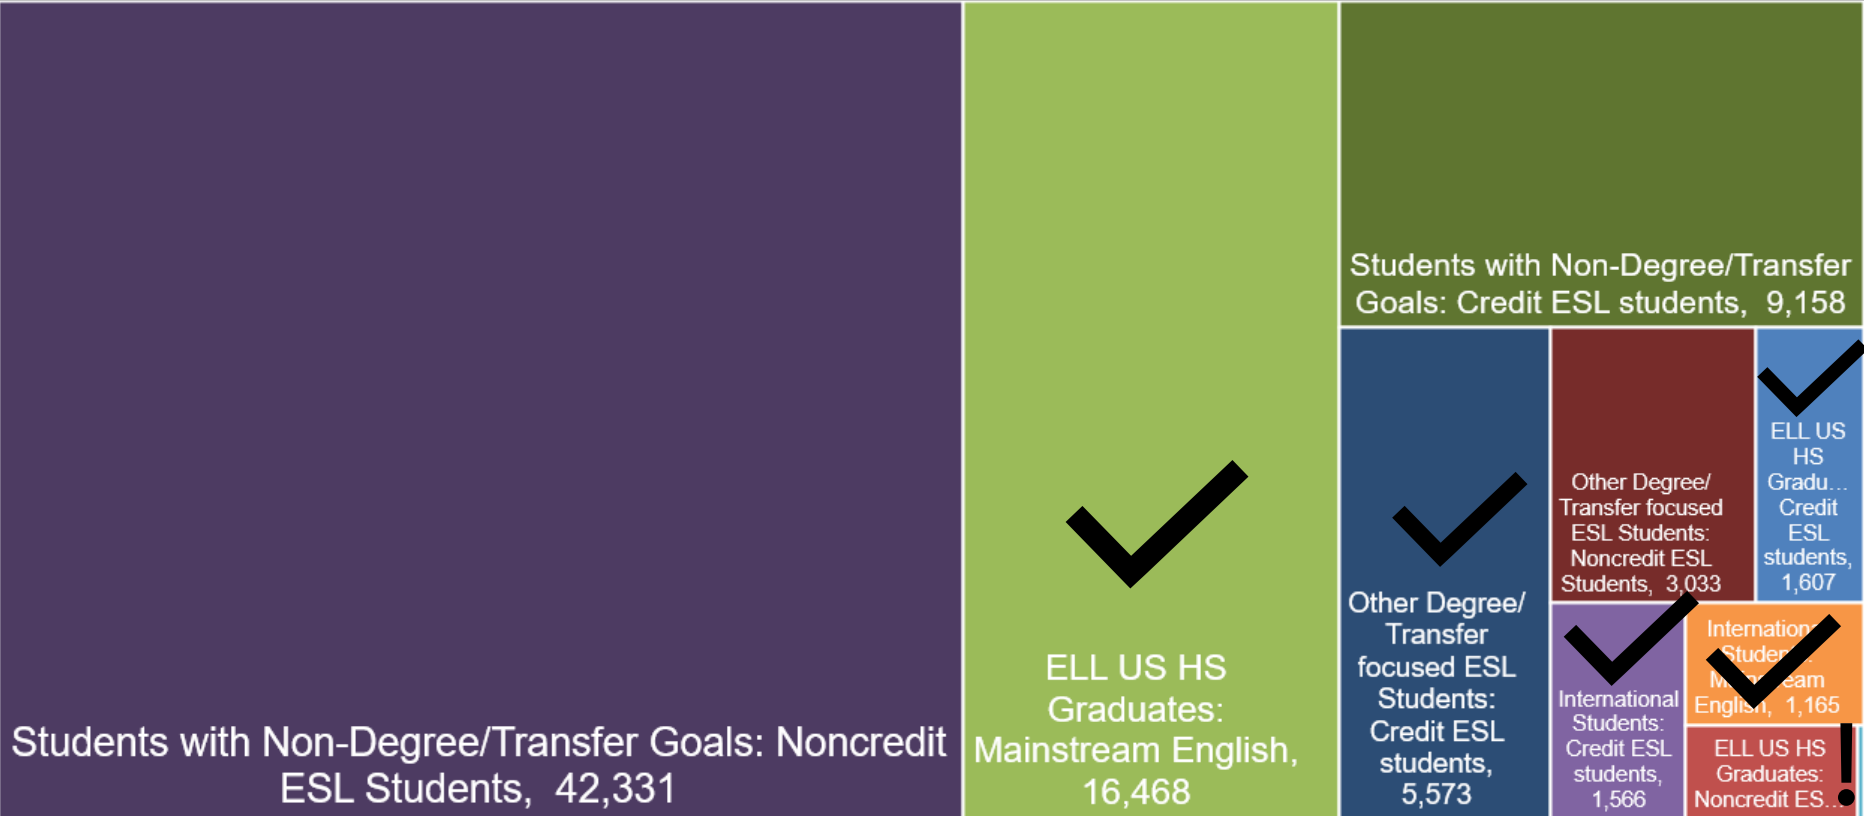 Students with Non-Degree/Transfer Goals: Noncredit
ESL Students, 42,331
ELL US HS
Graduates:
Mainstream English,
16,468
Students with Non-Degree/Transfer
Goals: Credit ESL students, 9,158
Other Degree/
Transfer
focused ESL
Students:
Credit ESL
students,
5,573
Other Degree/
Transfer focused
ESL Students:
Noncredit ESL
Students, 3,033
ELL US
HS
Gradu...
Credit
ESL
students,
1,607
International
Students:
Credit ESL
students,
1,566
International
Students:
Mainstream
English, 1,165
ELL US HS
Graduates:
Noncredit ES...